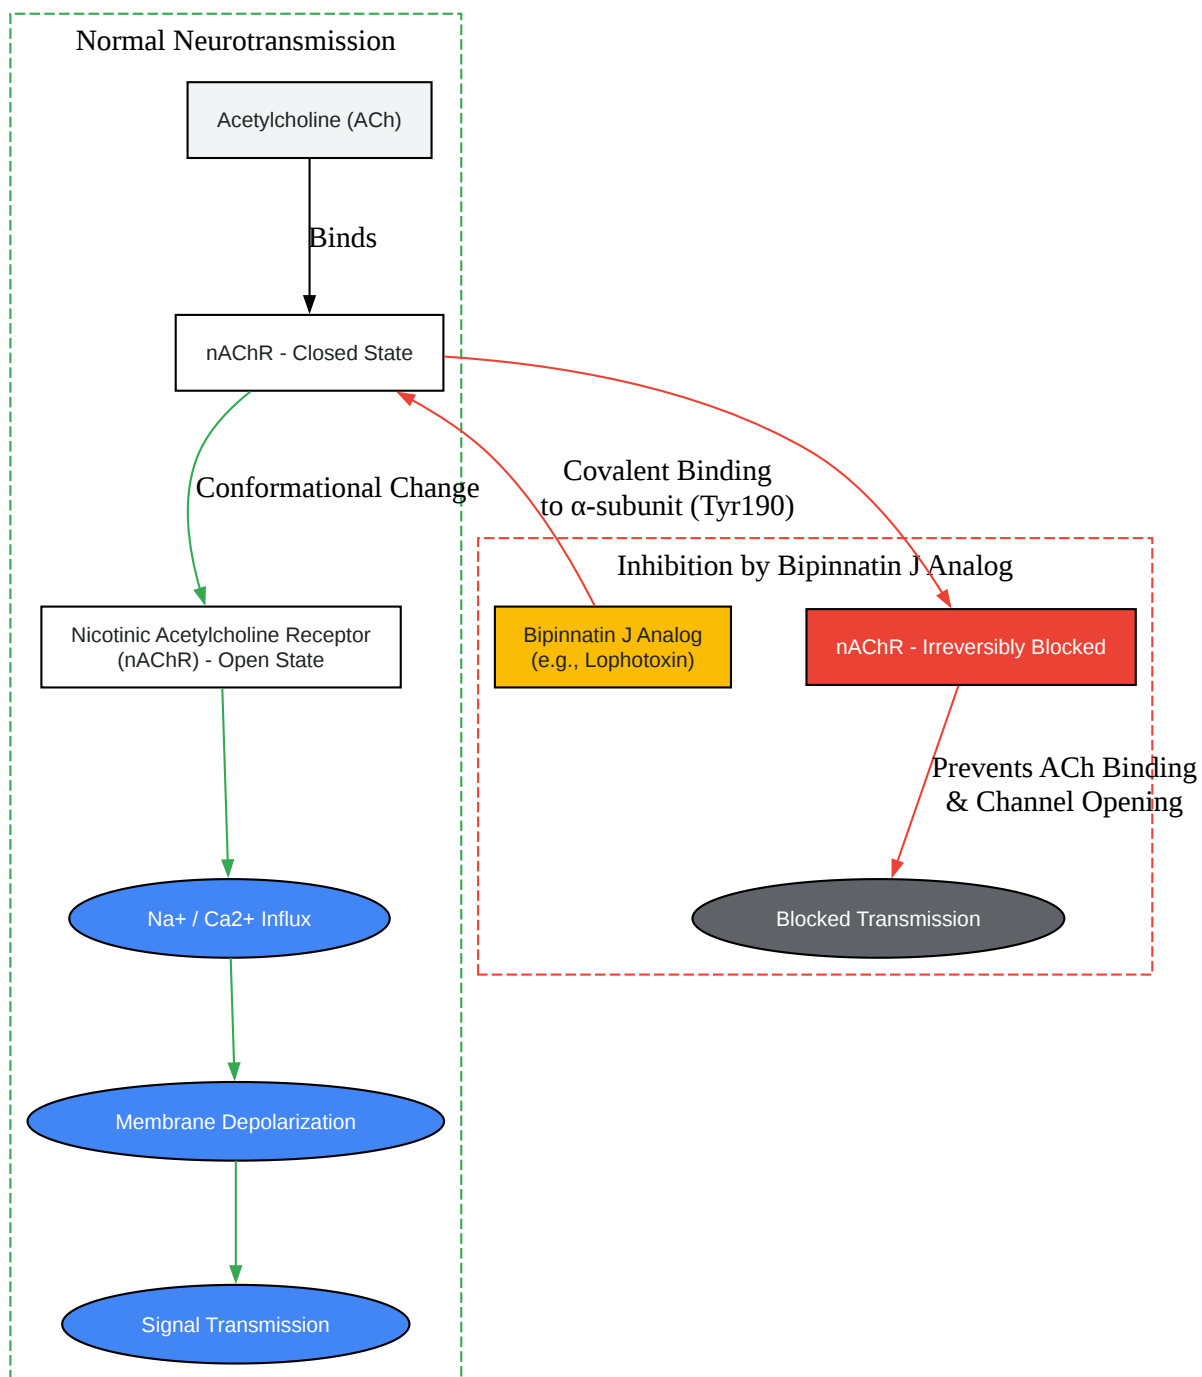 Normal Neurotransmission
Acetylcholine (ACh)
Binds
nAChR - Closed State
Conformational Change
Covalent Binding
to α-subunit (Tyr190)
Inhibition by Bipinnatin J Analog
Nicotinic Acetylcholine Receptor
(nAChR) - Open State
Bipinnatin J Analog
(e.g., Lophotoxin)
nAChR - Irreversibly Blocked
Prevents ACh Binding
& Channel Opening
Na+ / Ca2+ Influx
Blocked Transmission
Membrane Depolarization
Signal Transmission